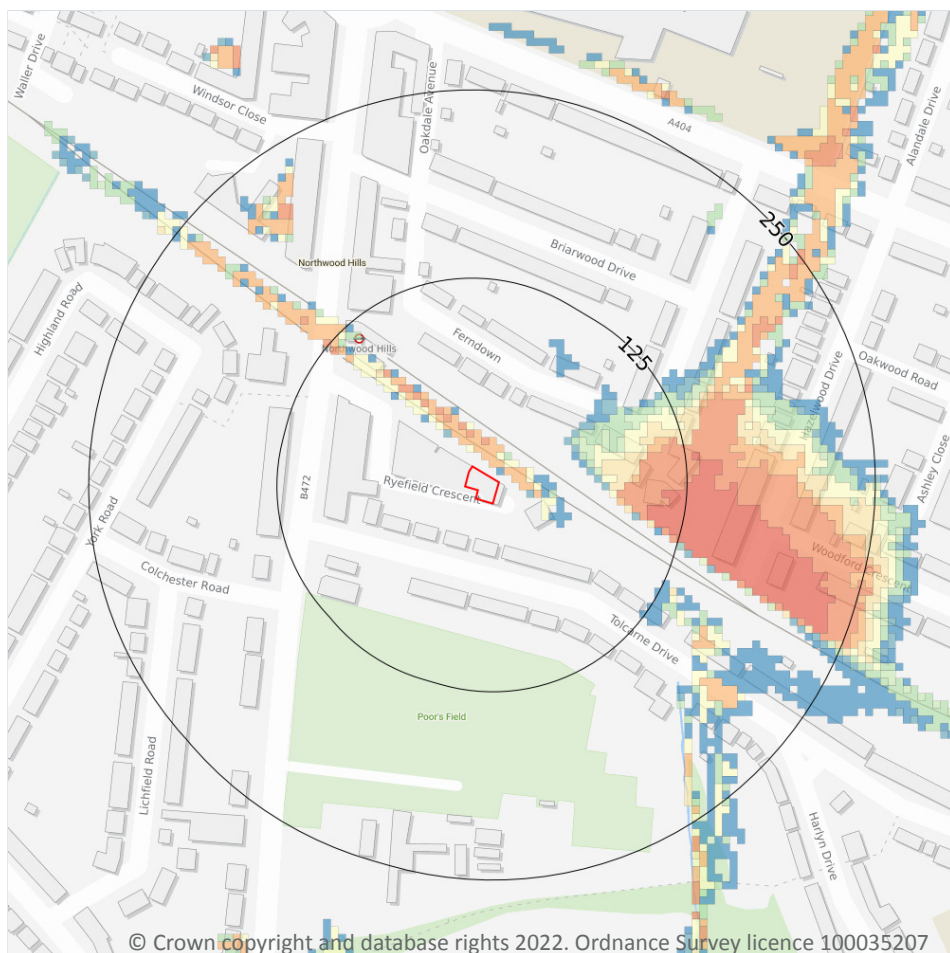 Waller Drive
Windsor Close
Oakdale Avenue
A404
Alandale Drive
250
Briarwood Drive
Northwood Hills
Highland Road
Northwood Hills
Ferndown
125
Oakwood Road
Hazelwood Drive
Ashley Close
B472
Ryefield Crescent
York Road
Woodford Crescent
Colchester Road
Tolcarne Drive
Poor's Field
Lichfield Road
Harlyn Drive
© Crown copyright and database rights 2022. Ordnance Survey licence 100035207